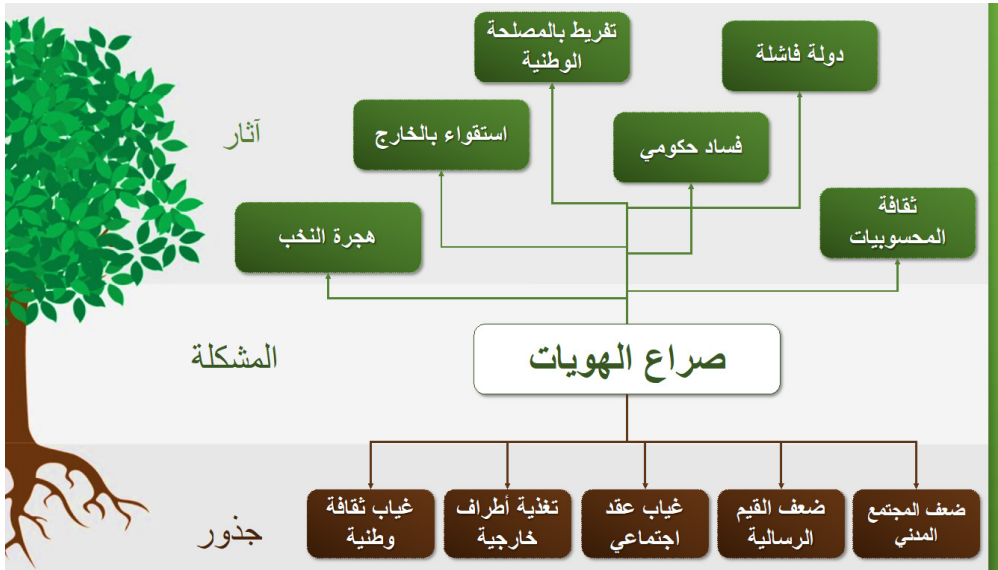 تفريط بالمصلحة
الوطنية
دولة فاشلة
آثار
استقواء بالخارج
فساد حكومي
ثقافة
المحسوبيات
هجرة النخب
المشكلة
صراع الهويات
جذور
ضعف المجتمع
المدني
ضعف القيم
الرسالية
غياب عقد
اجتماعي
تغذية أطراف
خارجية
غياب ثقافة
وطنية